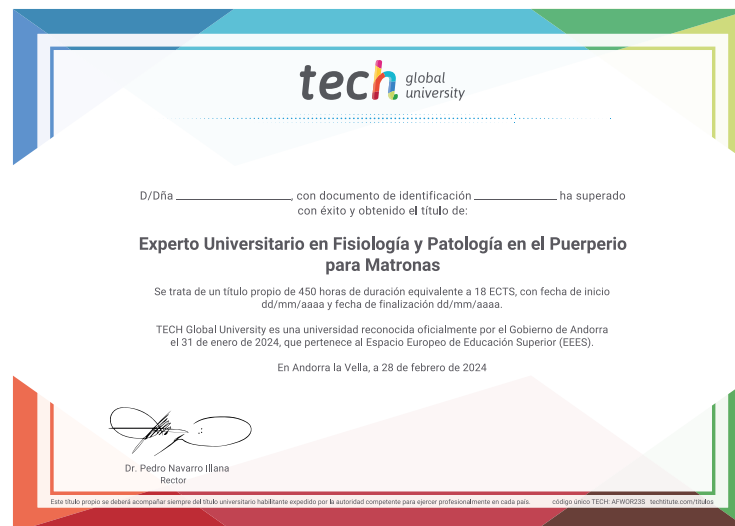 tech global
university
D/Dña ____________________, con documento de identificación ______________ ha superado
con éxito y obtenido el título de:
Experto Universitario en Fisiología y Patología en el Puerperio
para Matronas
Se trata de un título propio de 450 horas de duración equivalente a 18 ECTS, con fecha de inicio
dd/mm/aaaa y fecha de finalización dd/mm/aaaa.
TECH Global University es una universidad reconocida oficialmente por el Gobierno de Andorra
el 31 de enero de 2024, que pertenece al Espacio Europeo de Educación Superior (EEES).
En Andorra la Vella, a 28 de febrero de 2024
Dr. Pedro Navarro Illana
Rector
Este título propio se deberá acompañar siempre del título universitario habilitante expedido por la autoridad competente para ejercer profesionalmente en cada país. código único TECH: AFWOR23S techtitute.com/titulos